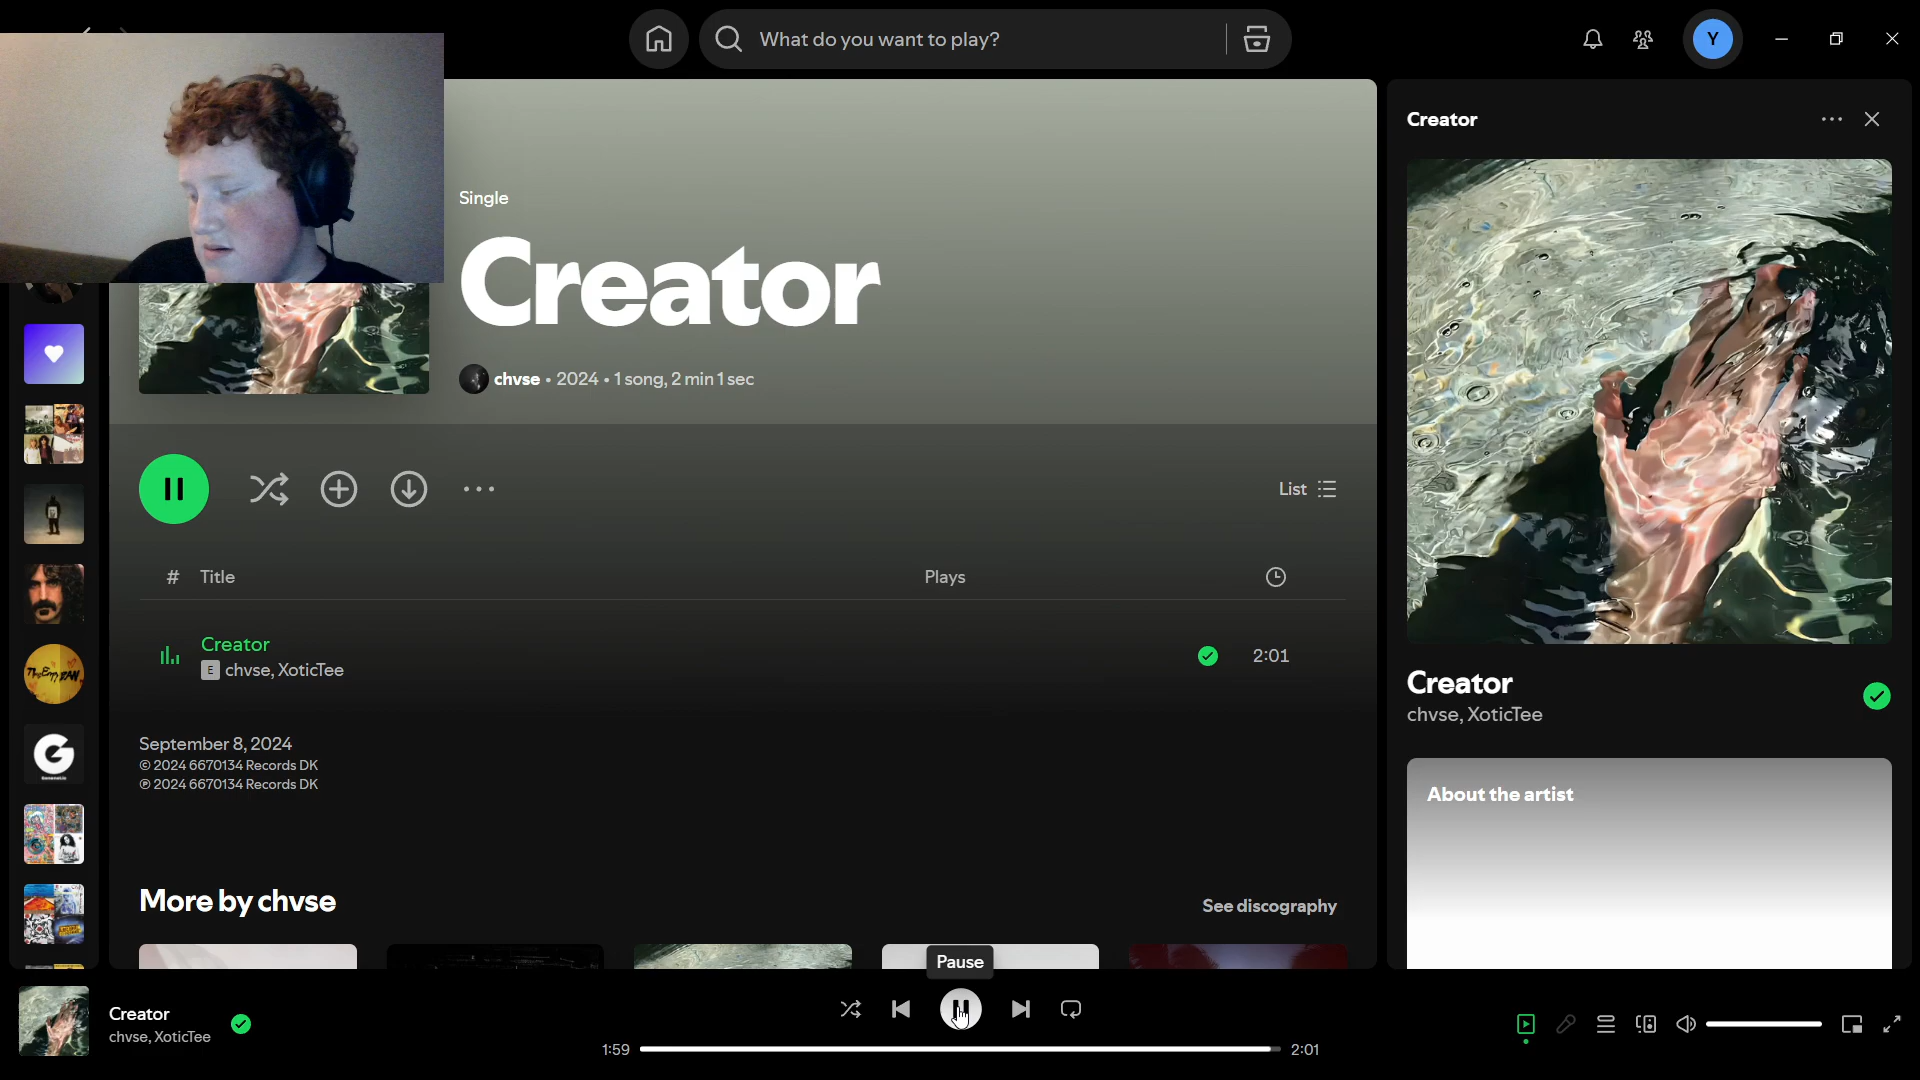 What do you want to play?
Y
Single
Creator
chvse • 2024 • 1 song, 2 min 1 sec
List
# Title Plays
Creator
E chvse, XoticTee
2:01
September 8, 2024
© 2024 6670134 Records DK
℗ 2024 6670134 Records DK
More by chvse
See discography
Creator
Creator
chvse, XoticTee
About the artist
Pause
Creator
chvse, XoticTee
1:59
2:01